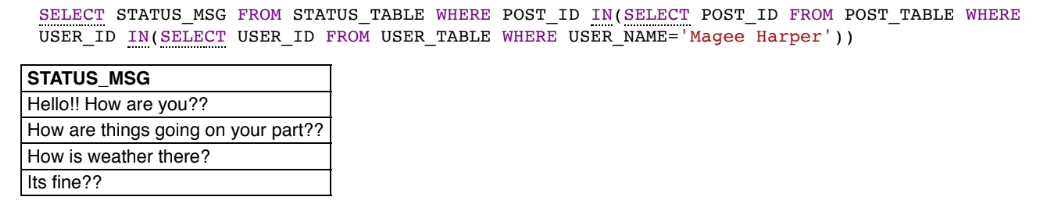 SELECT STATUS_MSG FROM STATUS_TABLE WHERE POST_ID IN(SELECT POST_ID FROM POST_TABLE WHERE
USER_ID IN(SELECT USER_ID FROM USER_TABLE WHERE USER_NAME='Magee Harper'))
STATUS_MSG
Hello!! How are you??
How are things going on your part??
How is weather there?
Its fine??